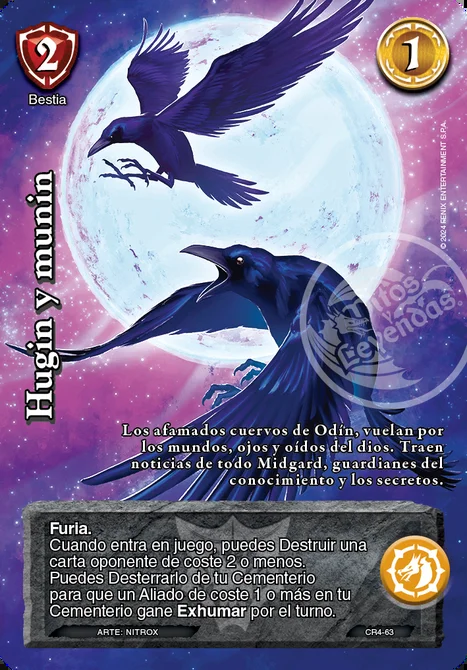 2
1
Bestia
© 2024 FENIX ENTERTAINMENT S.P.A.
Hugin y munin
Mitos y Leyendas
Los afamados cuervos de Odín, vuelan por
los mundos, ojos y oídos del dios. Traen
noticias de todo Midgard, guardianes del
conocimiento y los secretos.
Furia.
Cuando entra en juego, puedes Destruir una
carta oponente de coste 2 o menos.
Puedes Desterrarlo de tu Cementerio
para que un Aliado de coste 1 o más en tu
Cementerio gane Exhumar por el turno.
ARTE: NITROX
CR4-63